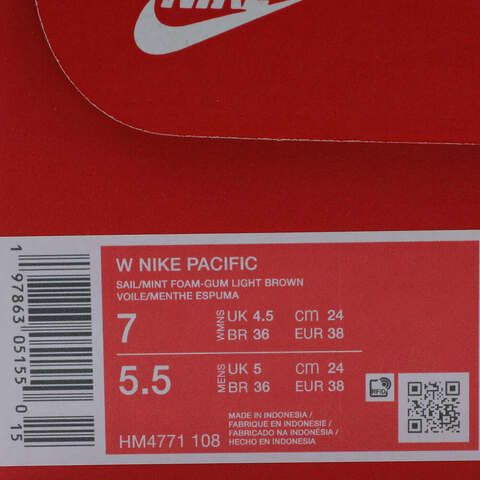 NIKE
W NIKE PACIFIC
SAIL/MINT FOAM-GUM LIGHT BROWN
VOILE/MENTHE ESPUMA
7 WMNS UK 4.5 CM 24
BR 36 EUR 38
5.5 MENS UK 5 CM 24
BR 36 EUR 38
RFID
MADE IN INDONESIA /
FABRIQUE EN INDONESIE /
FABRICADO NA INDONÉSIA /
HECHO EN INDONESIA
HM4771 108
1 97863 05155 0 15